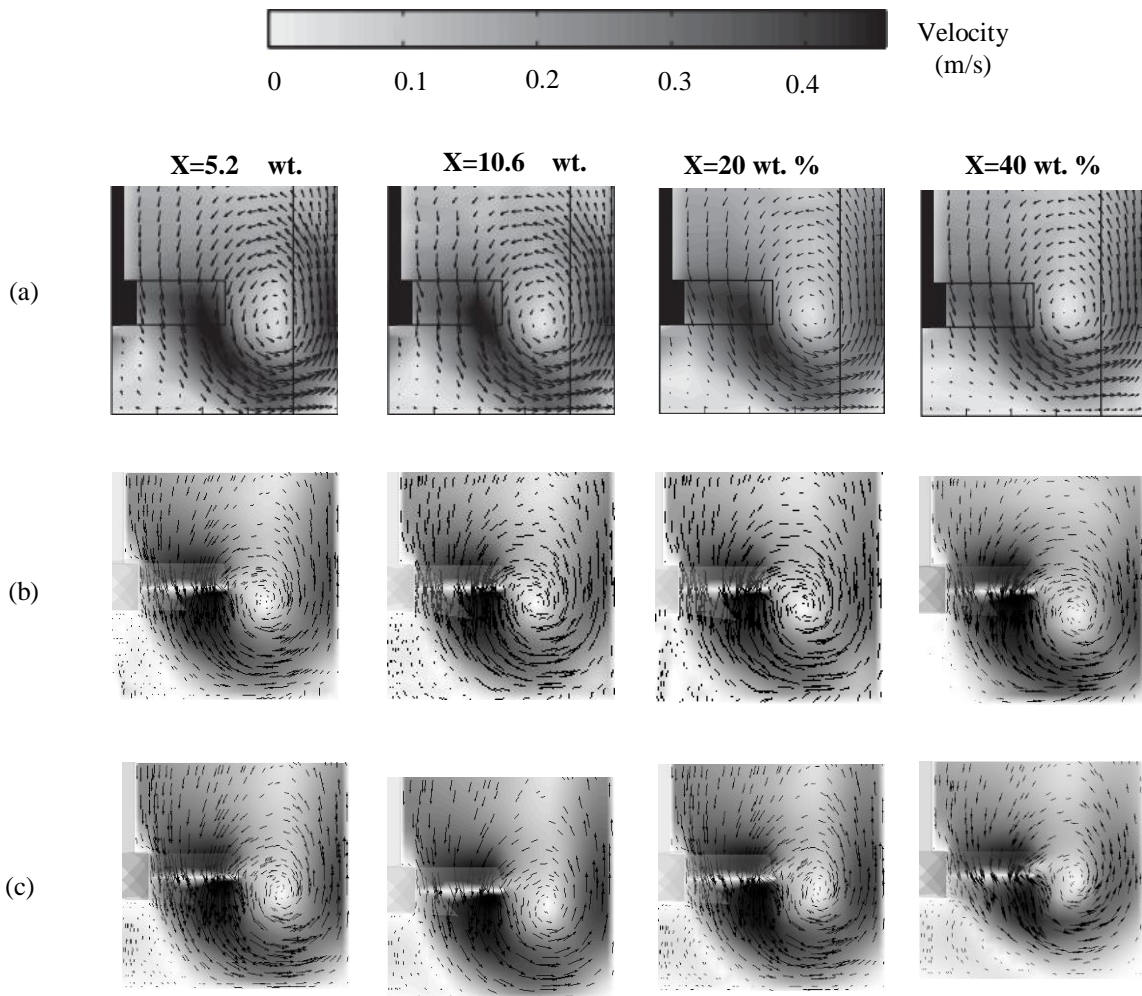 Velocity
(m/s)
0 0.1 0.2 0.3 0.4
X=5.2 wt. X=10.6 wt. X=20 wt. % X=40 wt. %
(a)
(b)
(c)